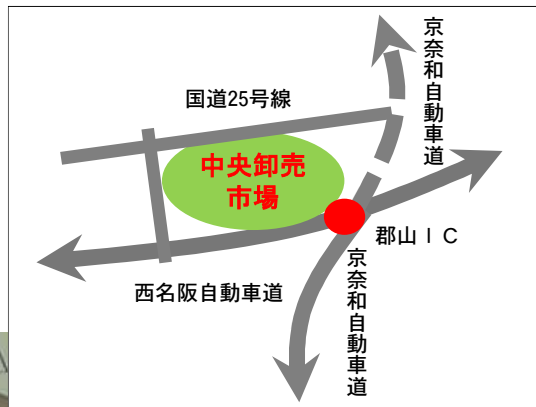 国道25号線
京奈和自動車道
中央卸売
市場
郡山ＩＣ
西名阪自動車道
京奈和自動車道